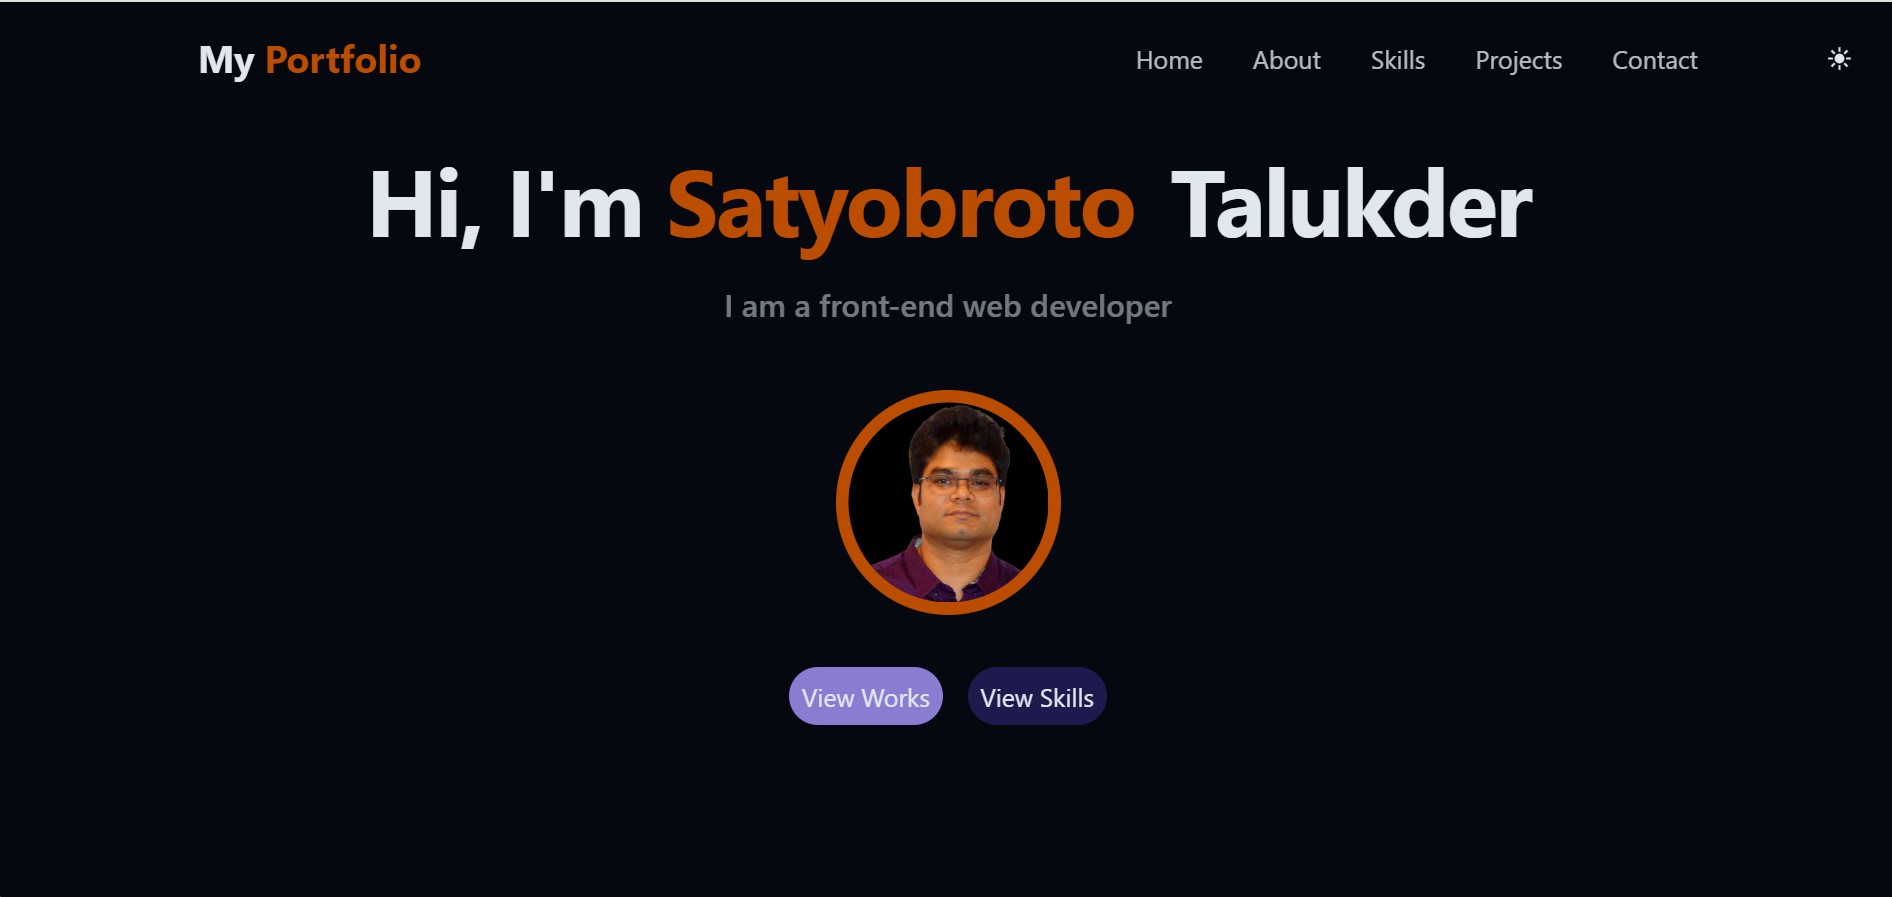 My Portfolio
Home About Skills Projects Contact
Hi, I'm Satyobroto Talukder
I am a front-end web developer
View Works View Skills